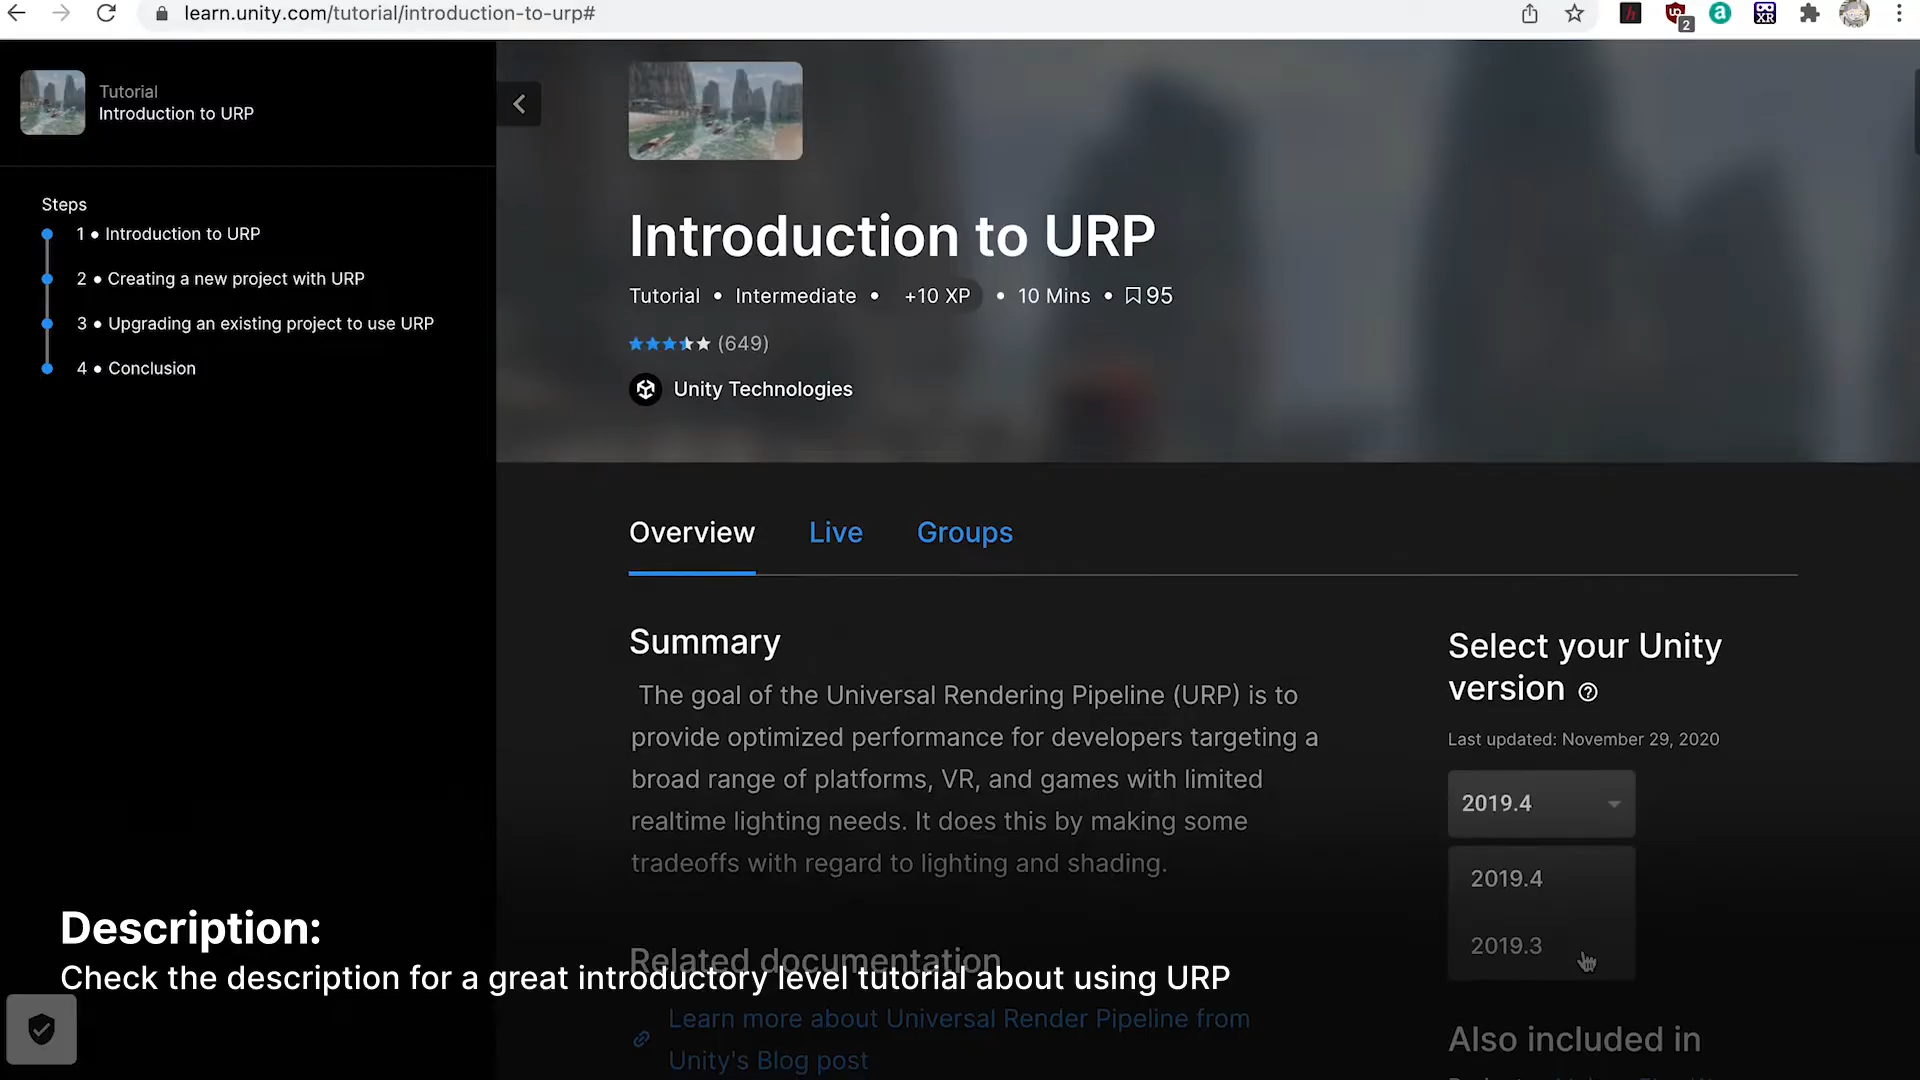 learn.unity.com/tutorial/introduction-to-urp#
2
XR
Tutorial
Introduction to URP
Steps
1 • Introduction to URP
2 • Creating a new project with URP
3 • Upgrading an existing project to use URP
4 • Conclusion
Introduction to URP
Tutorial • Intermediate • +10 XP • 10 Mins • 95
(649)
Unity Technologies
Overview
Live
Groups
Summary
The goal of the Universal Rendering Pipeline (URP) is to
provide optimized performance for developers targeting a
broad range of platforms, VR, and games with limited
realtime lighting needs. It does this by making some
tradeoffs with regard to lighting and shading.
Related documentation
Learn more about Universal Render Pipeline from
Unity's Blog post
Select your Unity
version
Last updated: November 29, 2020
2019.4
2019.4
2019.3
Also included in
Description:
Check the description for a great introductory level tutorial about using URP